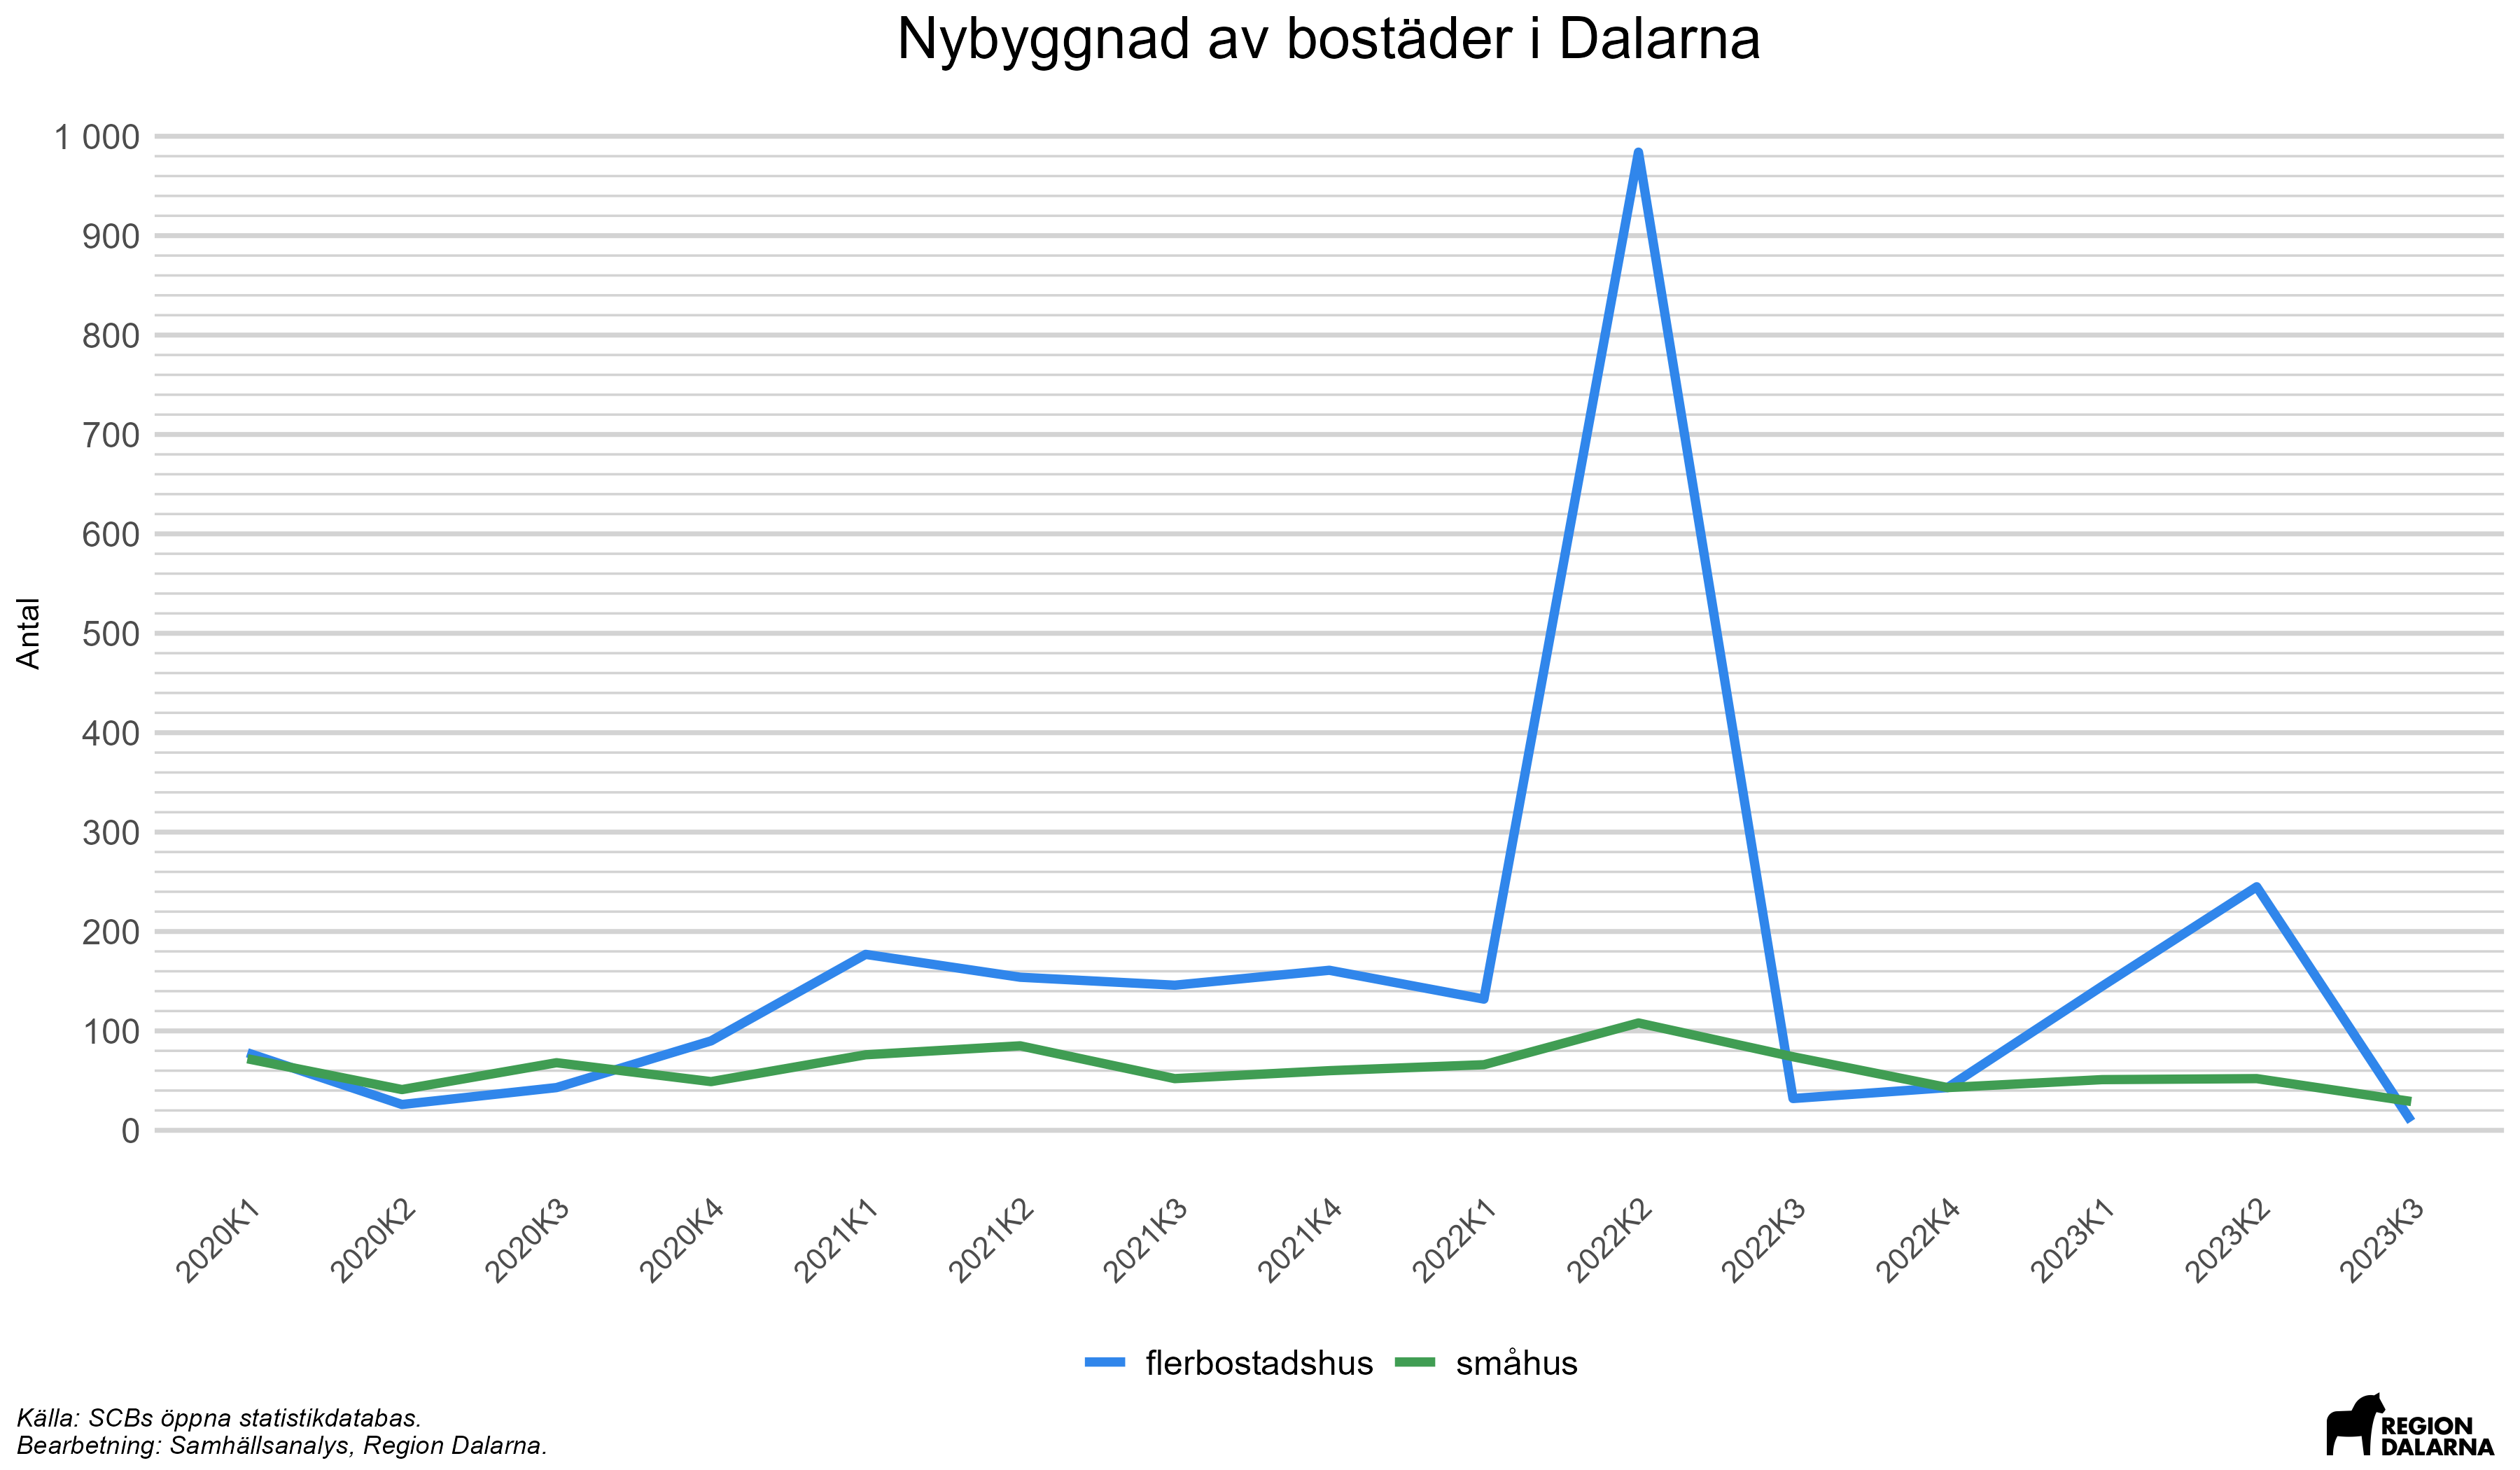 Nybyggnad av bostäder i Dalarna
1 000
900
800
700
600
500
400
300
200
100
0
Antal
2020K1
2020K2
2020K3
2020K4
2021K1
2021K2
2021K3
2021K4
2022K1
2022K2
2022K3
2022K4
2023K1
2023K2
2023K3
flerbostadshus
småhus
Källa: SCBs öppna statistikdatabas.
Bearbetning: Samhällsanalys, Region Dalarna.
REGION
DALARNA